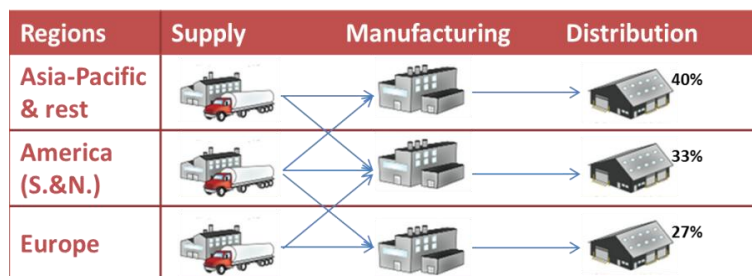 Regions Supply Manufacturing Distribution
Asia-Pacific
& rest
40%
America
(S.&N.)
33%
Europe
27%